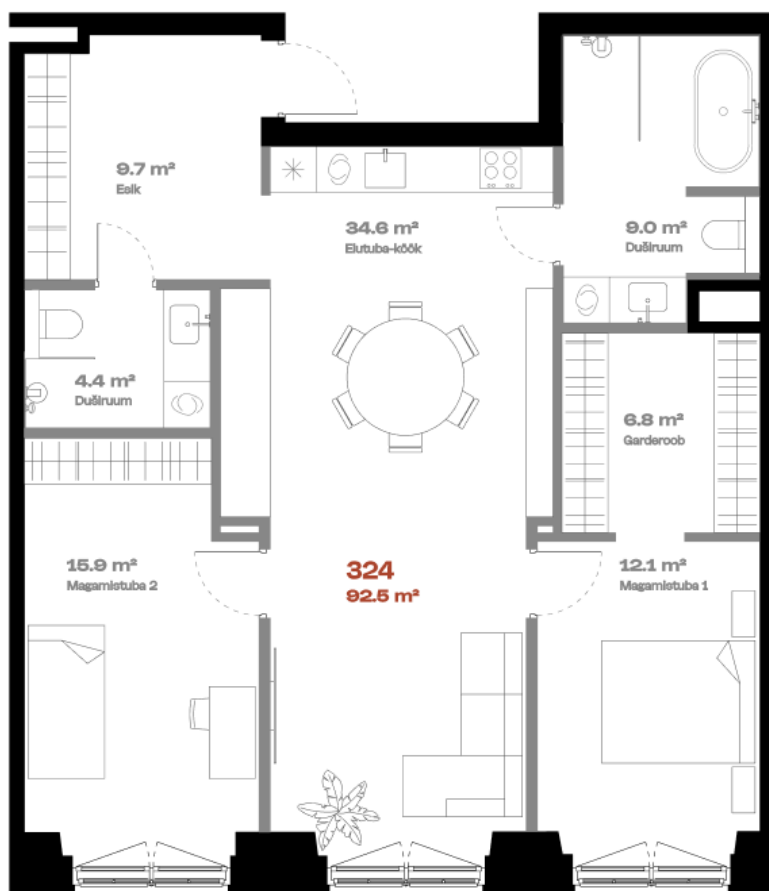 9.7 m²
Esik
34.6 m²
Elutuba-köök
9.0 m²
Duširuum
4.4 m²
Duširuum
6.8 m²
Garderoob
15.9 m²
Magamistuba 2
324
92.5 m²
12.1 m²
Magamistuba 1